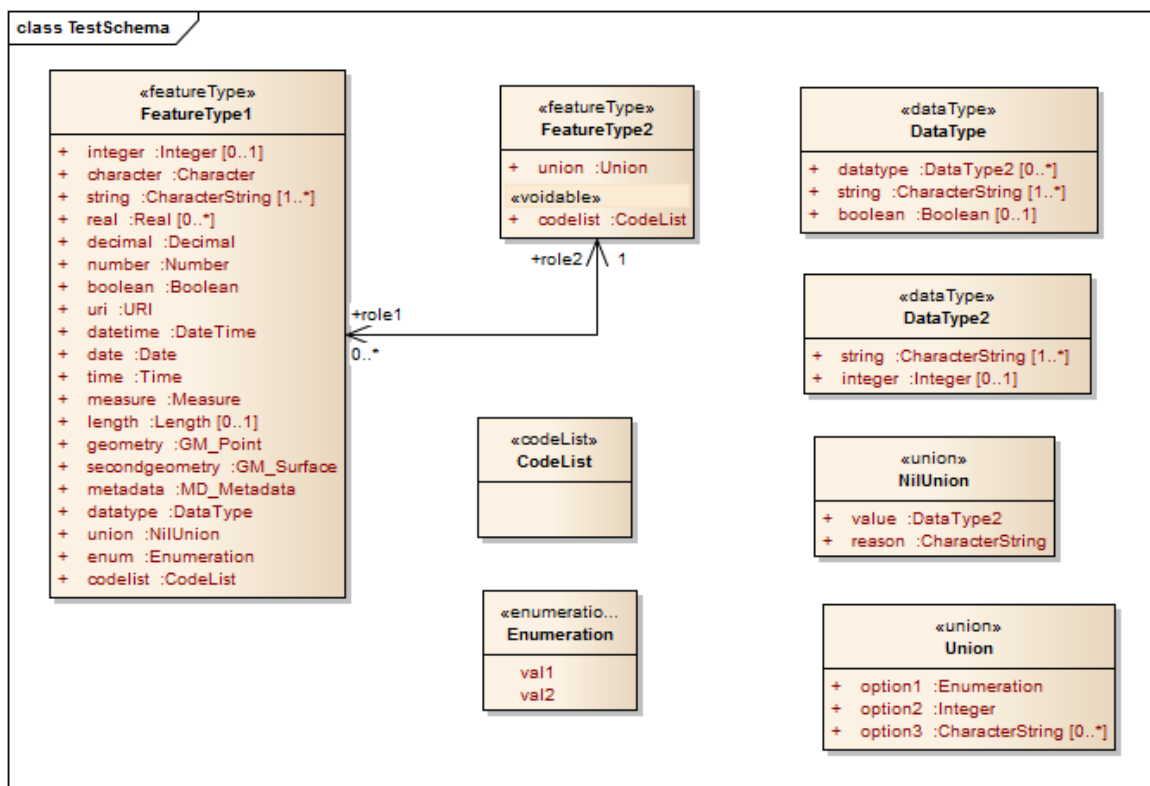 class TestSchema
«featureType»
FeatureType1
+ integer :Integer [0..1]
+ character :Character
+ string :CharacterString [1..*]
+ real :Real [0..*]
+ decimal :Decimal
+ number :Number
+ boolean :Boolean
+ uri :URI
+ datetime :DateTime
+ date :Date
+ time :Time
+ measure :Measure
+ length :Length [0..1]
+ geometry :GM_Point
+ secondgeometry :GM_Surface
+ metadata :MD_Metadata
+ datatype :DataType
+ union :NilUnion
+ enum :Enumeration
+ codelist :CodeList
+role1
0..*
«featureType»
FeatureType2
+ union :Union
«voidable»
+ codelist :CodeList
+role2 1
«codeList»
CodeList
«enumeratio...
Enumeration
val1
val2
«dataType»
DataType
+ datatype :DataType2 [0..*]
+ string :CharacterString [1..*]
+ boolean :Boolean [0..1]
«dataType»
DataType2
+ string :CharacterString [1..*]
+ integer :Integer [0..1]
«union»
NilUnion
+ value :DataType2
+ reason :CharacterString
«union»
Union
+ option1 :Enumeration
+ option2 :Integer
+ option3 :CharacterString [0..*]